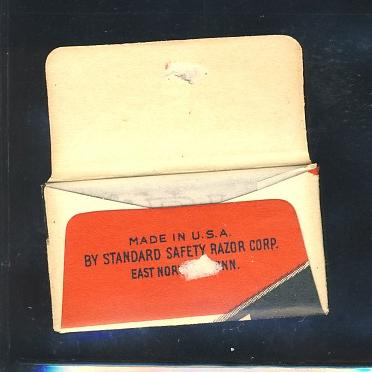 MADE IN U.S.A.
BY STANDARD SAFETY RAZOR CORP.
EAST